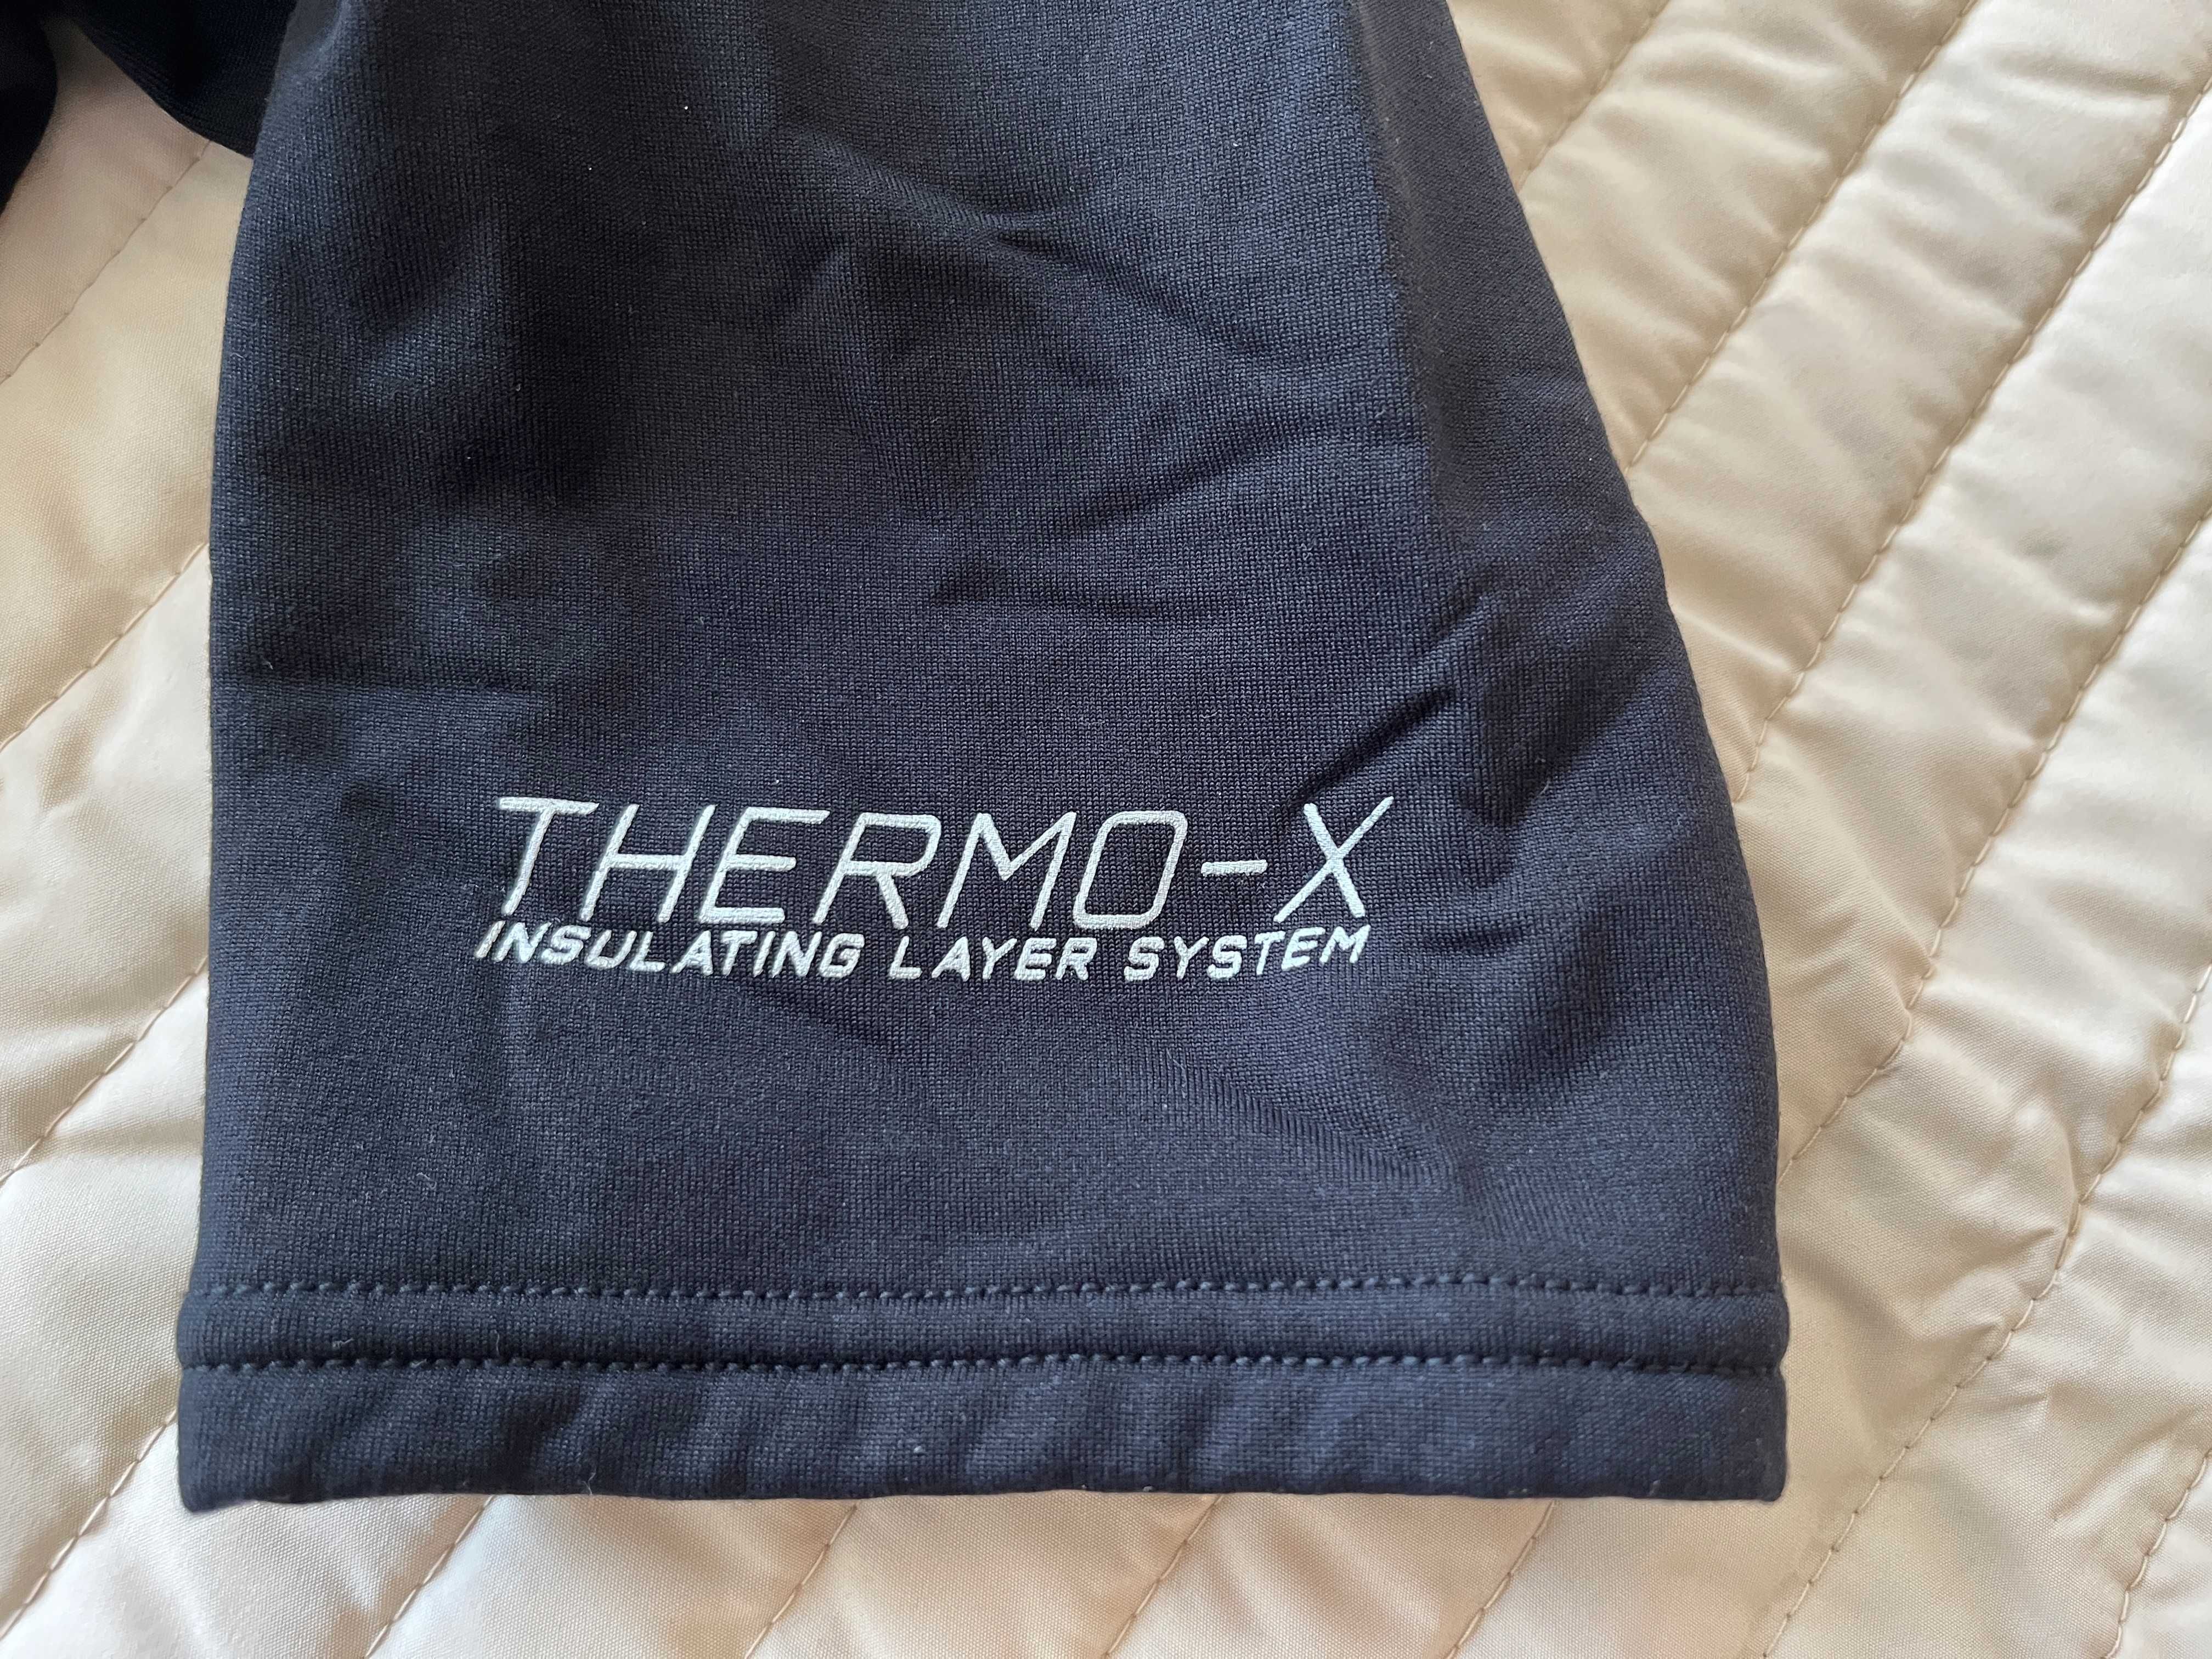 THERMO-X
INSULATING LAYER SYSTEM